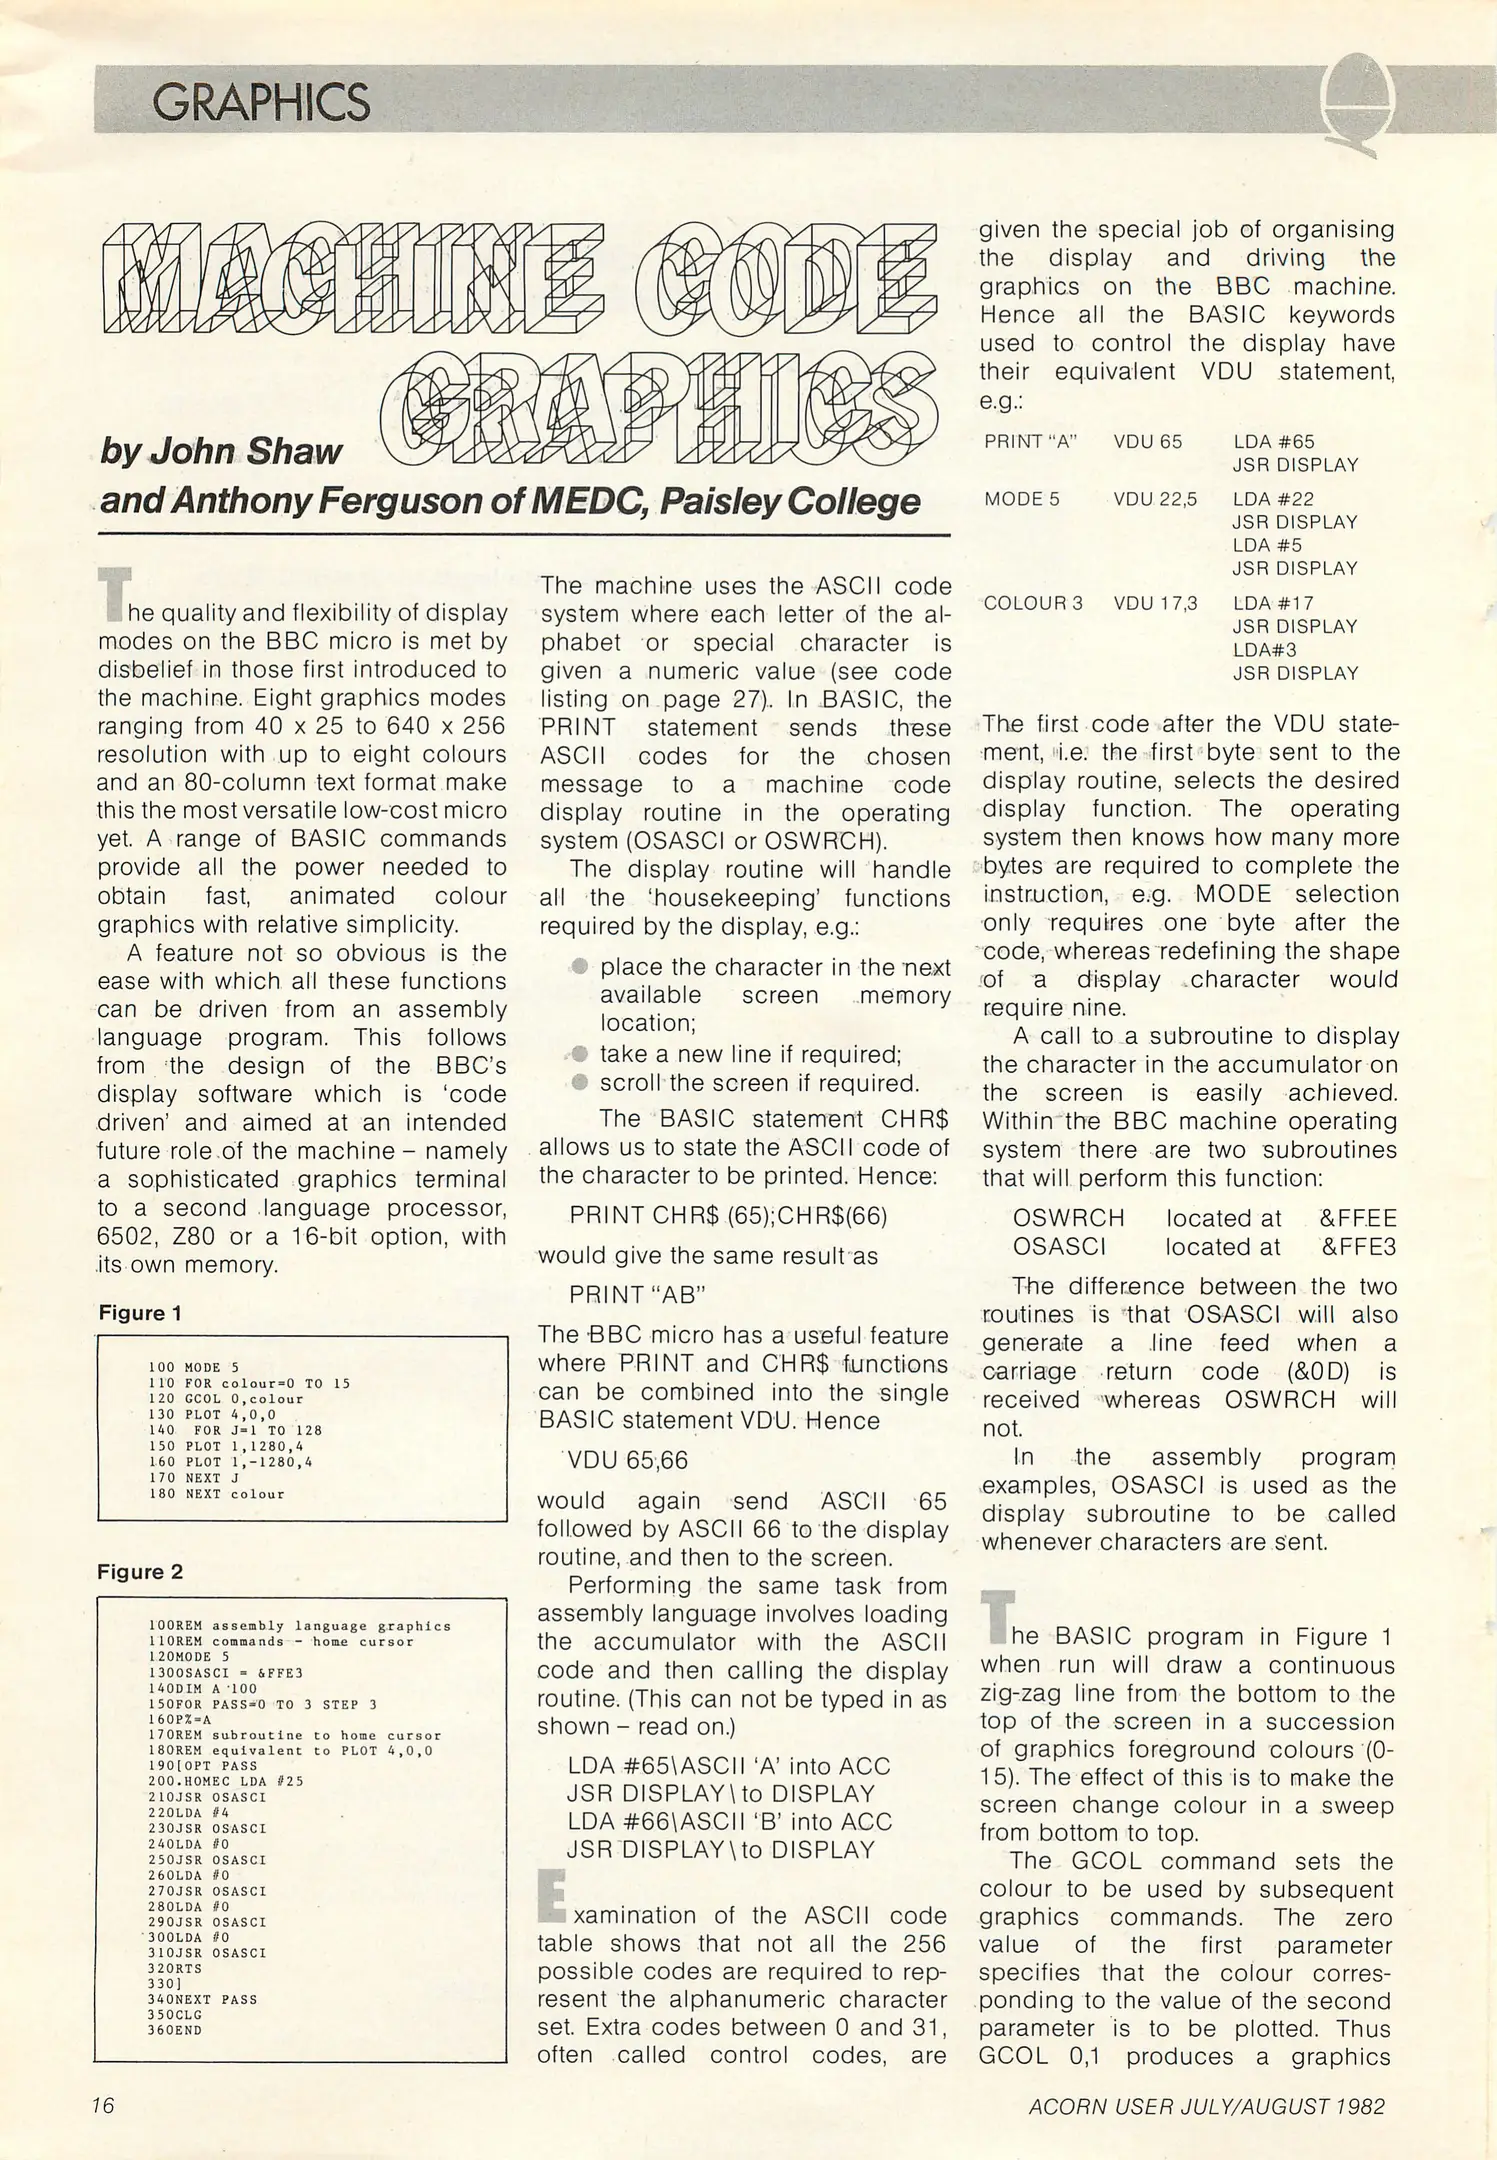 GRAPHICS
MACHINE CODE
GRAPHICS
by John Shaw
and Anthony Ferguson of MEDC, Paisley College
The quality and flexibility of display
modes on the BBC micro is met by
disbelief in those first introduced to
the machine. Eight graphics modes
ranging from 40 x 25 to 640 x 256
resolution with up to eight colours
and an 80-column text format make
this the most versatile low-cost micro
yet. A range of BASIC commands
provide all the power needed to
obtain fast, animated colour
graphics with relative simplicity.
A feature not so obvious is the
ease with which all these functions
can be driven from an assembly
language program. This follows
from the design of the BBC's
display software which is 'code
driven' and aimed at an intended
future role of the machine – namely
a sophisticated graphics terminal
to a second language processor,
6502, Z80 or a 16-bit option, with
its own memory.
Figure 1
100 MODE 5
110 FOR colour=0 TO 15
120 GCOL 0,colour
130 PLOT 4,0,0
140 FOR J=1 TO 128
150 PLOT 1,1280,4
160 PLOT 1,-1280,4
170 NEXT J
180 NEXT colour
Figure 2
100REM assembly language graphics
110REM commands - home cursor
120MODE 5
130OSASCI = &FFE3
140DIM A 100
150FOR PASS=0 TO 3 STEP 3
160P%=A
170REM subroutine to home cursor
180REM equivalent to PLOT 4,0,0
190[OPT PASS
200.HOMEC LDA #25
210JSR OSASCI
220LDA #4
230JSR OSASCI
240LDA #0
250JSR OSASCI
260LDA #0
270JSR OSASCI
280LDA #0
290JSR OSASCI
300LDA #0
310JSR OSASCI
320RTS
330]
340NEXT PASS
350CLG
360END
The machine uses the ASCII code
system where each letter of the al-
phabet or special character is
given a numeric value (see code
listing on page 27). In BASIC, the
PRINT statement sends these
ASCII codes for the chosen
message to a machine code
display routine in the operating
system (OSASCI or OSWRCH).
The display routine will handle
all the 'housekeeping' functions
required by the display, e.g.:
● place the character in the next
available screen memory
location;
● take a new line if required;
● scroll the screen if required.
The BASIC statement CHR$
allows us to state the ASCII code of
the character to be printed. Hence:
PRINT CHR$ (65);CHR$(66)
would give the same result as
PRINT "AB"
The BBC micro has a useful feature
where PRINT and CHR$ functions
can be combined into the single
BASIC statement VDU. Hence
VDU 65,66
would again send ASCII 65
followed by ASCII 66 to the display
routine, and then to the screen.
Performing the same task from
assembly language involves loading
the accumulator with the ASCII
code and then calling the display
routine. (This can not be typed in as
shown – read on.)
LDA #65\ASCII 'A' into ACC
JSR DISPLAY\to DISPLAY
LDA #66\ASCII 'B' into ACC
JSR DISPLAY\to DISPLAY
Examination of the ASCII code
table shows that not all the 256
possible codes are required to rep-
resent the alphanumeric character
set. Extra codes between 0 and 31,
often called control codes, are
given the special job of organising
the display and driving the
graphics on the BBC machine.
Hence all the BASIC keywords
used to control the display have
their equivalent VDU statement,
e.g.:
PRINT "A" VDU 65 LDA #65
JSR DISPLAY
MODE 5 VDU 22,5 LDA #22
JSR DISPLAY
LDA #5
JSR DISPLAY
COLOUR 3 VDU 17,3 LDA #17
JSR DISPLAY
LDA#3
JSR DISPLAY
The first code after the VDU state-
ment, i.e. the first byte sent to the
display routine, selects the desired
display function. The operating
system then knows how many more
bytes are required to complete the
instruction, e.g. MODE selection
only requires one byte after the
code, whereas redefining the shape
of a display character would
require nine.
A call to a subroutine to display
the character in the accumulator on
the screen is easily achieved.
Within the BBC machine operating
system there are two subroutines
that will perform this function:
OSWRCH located at &FFEE
OSASCI located at &FFE3
The difference between the two
routines is that OSASCI will also
generate a line feed when a
carriage return code (&0D) is
received whereas OSWRCH will
not.
In the assembly program
examples, OSASCI is used as the
display subroutine to be called
whenever characters are sent.
The BASIC program in Figure 1
when run will draw a continuous
zig-zag line from the bottom to the
top of the screen in a succession
of graphics foreground colours (0-
15). The effect of this is to make the
screen change colour in a sweep
from bottom to top.
The GCOL command sets the
colour to be used by subsequent
graphics commands. The zero
value of the first parameter
specifies that the colour corres-
ponding to the value of the second
parameter is to be plotted. Thus
GCOL 0,1 produces a graphics
16
ACORN USER JULY/AUGUST 1982